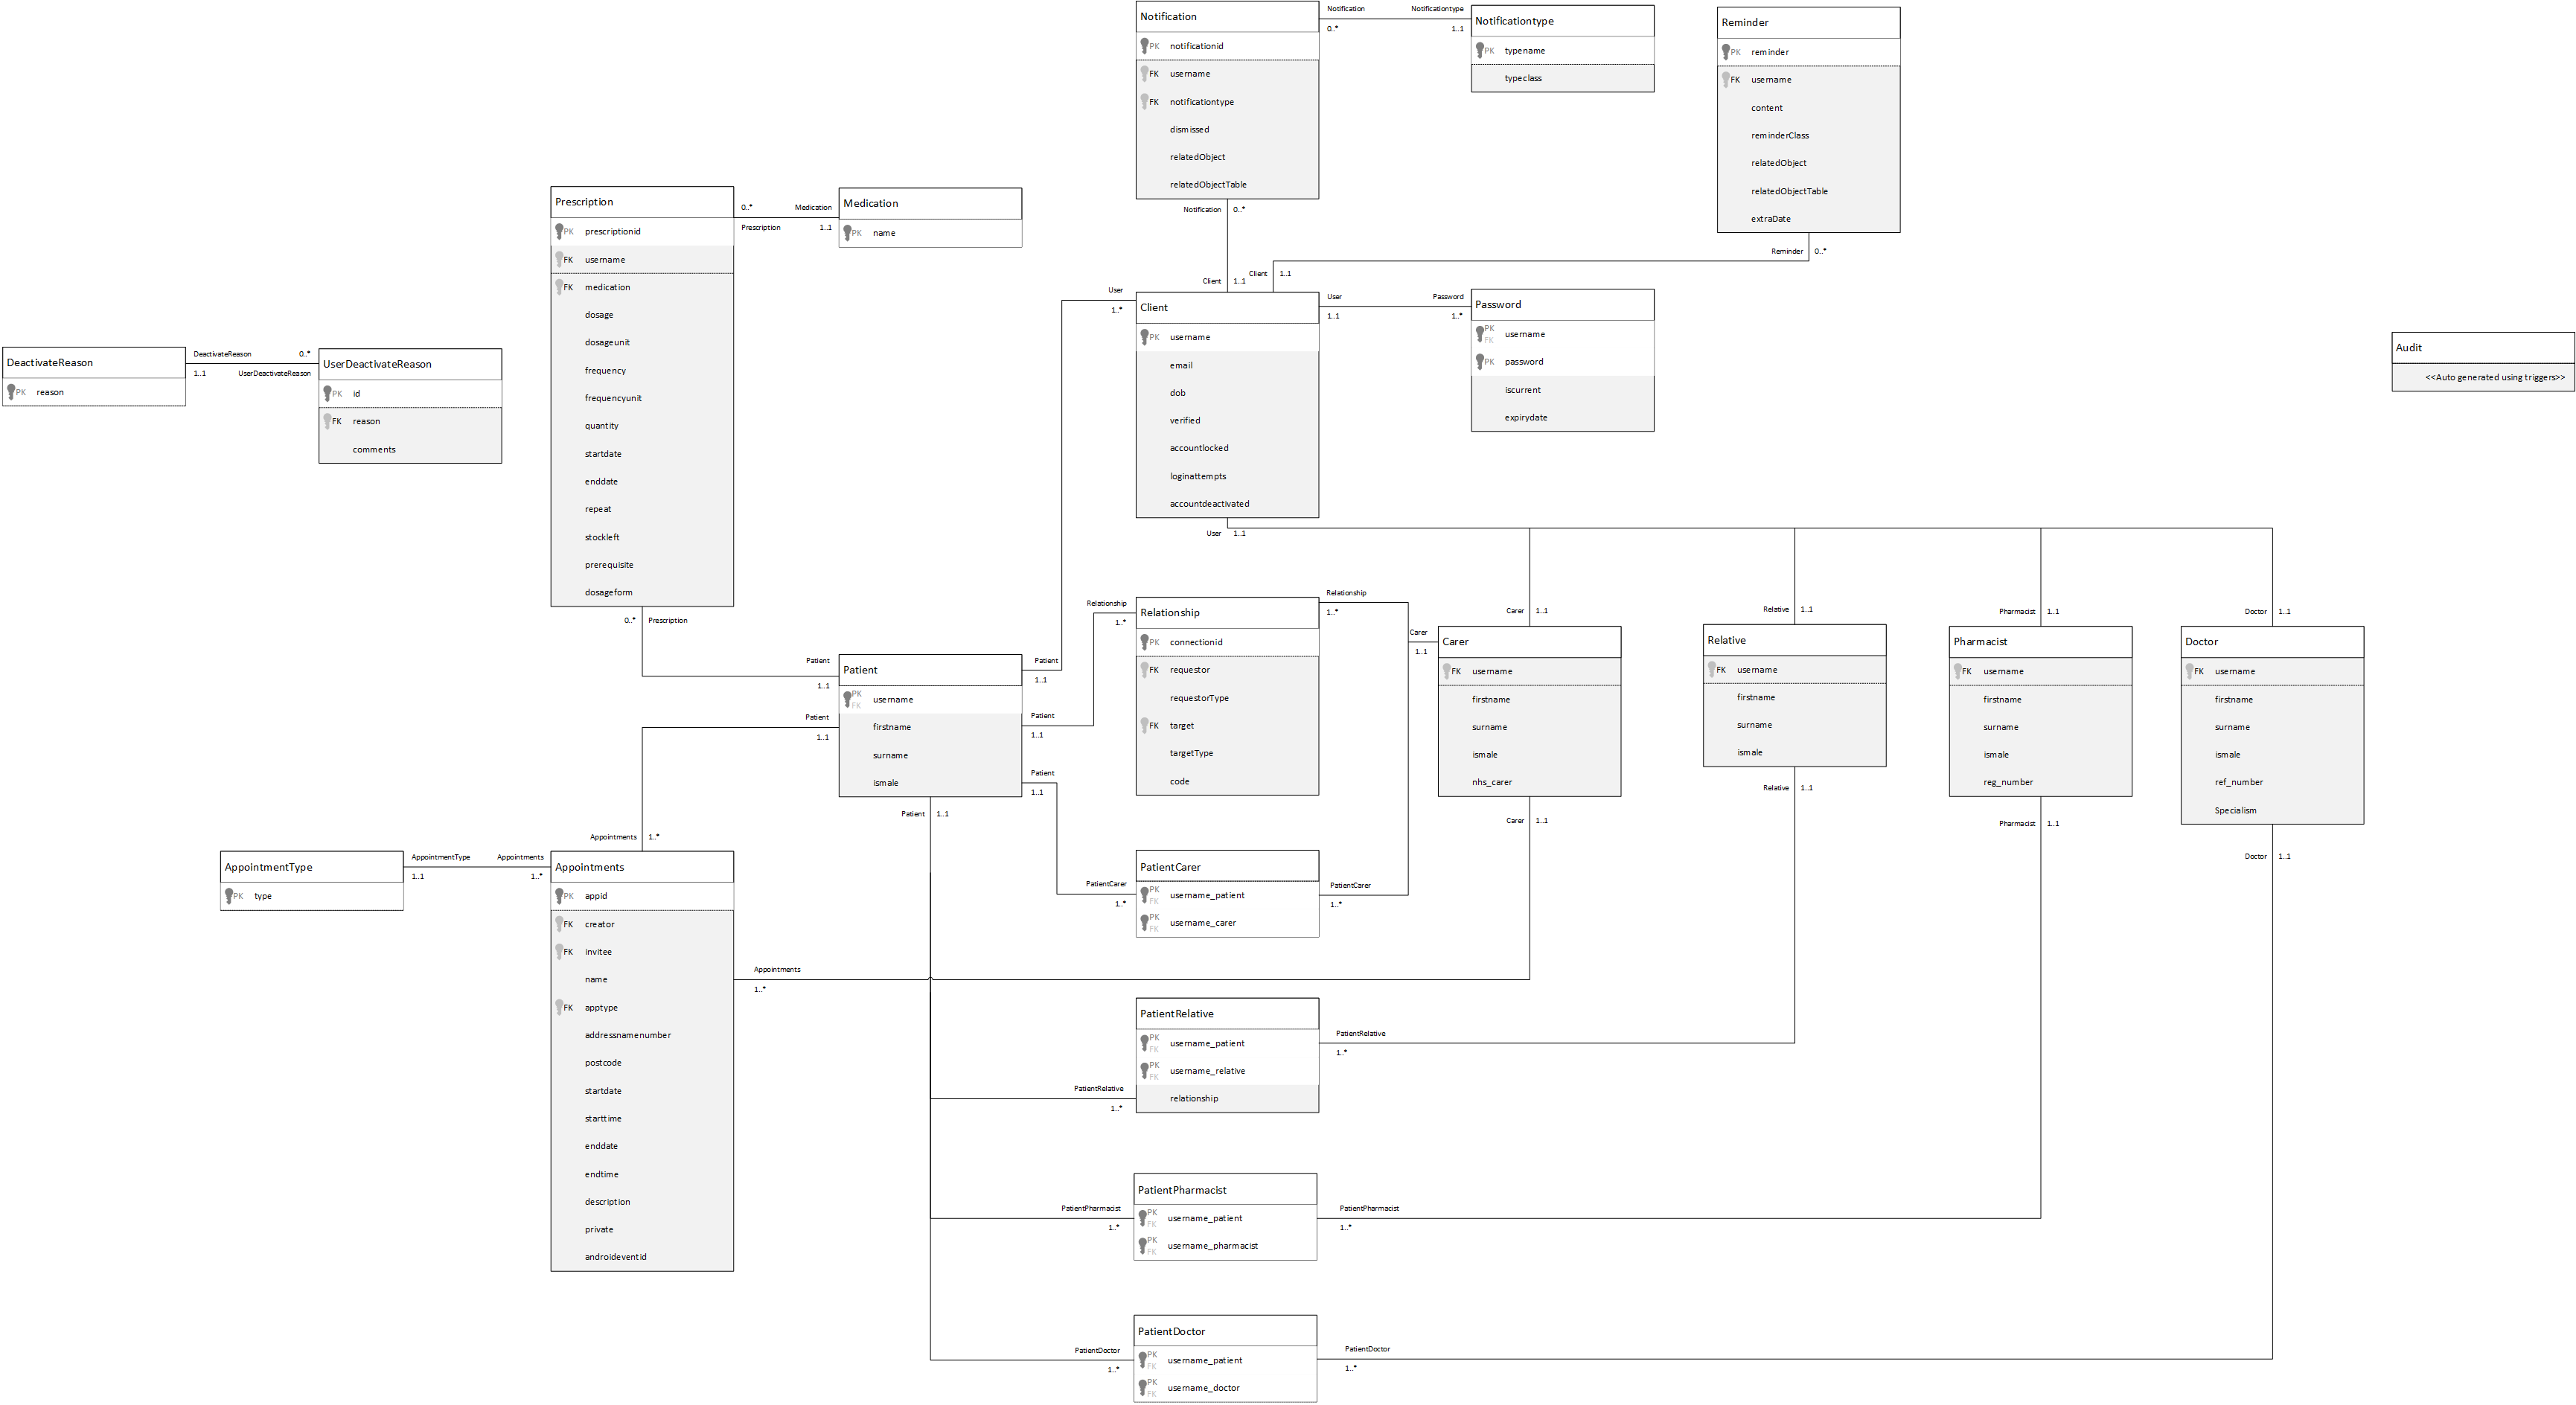 Notification
PK notificationid
FK username
FK notificationtype
dismissed
relatedObject
relatedObjectTable
Notification
0..*
Notificationtype
1..1
Notificationtype
PK typename
typeclass
Reminder
PK reminder
FK username
content
reminderClass
relatedObject
relatedObjectTable
extraDate
Notification 0..*
Client 1..1
Reminder 0..*
Client 1..1
Prescription
PK prescriptionid
FK username
FK medication
dosage
dosageunit
frequency
frequencyunit
quantity
startdate
enddate
repeat
stockleft
prerequisite
dosageform
0..*
Prescription
Medication
1..1
Medication
PK name
DeactivateReason
PK reason
DeactivateReason
1..1
0..*
UserDeactivateReason
UserDeactivateReason
PK id
FK reason
comments
User
1..*
Client
PK username
email
dob
verified
accountlocked
loginattempts
accountdeactivated
User
1..1
Password
1..*
Password
PK FK username
PK password
iscurrent
expirydate
Audit
<<Auto generated using triggers>>
User 1..1
Carer 1..1
Relative 1..1
Pharmacist 1..1
Doctor 1..1
0..* Prescription
Patient
1..1
Patient
1..1
Patient
PK FK username
firstname
surname
ismale
Patient
1..1
Patient
1..1
Patient
1..1
Patient 1..1
Relationship
1..*
Relationship
PK connectionid
FK requestor
requestorType
FK target
targetType
code
Relationship
1..*
Carer
1..1
Carer
FK username
firstname
surname
ismale
nhs_carer
Carer 1..1
Relative
FK username
firstname
surname
ismale
Relative 1..1
Pharmacist
FK username
firstname
surname
ismale
reg_number
Pharmacist 1..1
Doctor
FK username
firstname
surname
ismale
ref_number
Specialism
Doctor 1..1
AppointmentType
PK type
AppointmentType
1..1
Appointments
1..*
Appointments 1..*
Appointments
PK appid
FK creator
FK invitee
name
FK apptype
addressnamenumber
postcode
startdate
starttime
enddate
endtime
description
private
androideventid
Appointments
1..*
PatientCarer
1..*
PatientCarer
PK FK username_patient
PK FK username_carer
PatientCarer
1..*
PatientRelative
PK FK username_patient
PK FK username_relative
relationship
PatientRelative
1..*
PatientRelative
1..*
PatientPharmacist
PK FK username_patient
PK FK username_pharmacist
PatientPharmacist
1..*
PatientPharmacist
1..*
PatientDoctor
PK FK username_patient
PK FK username_doctor
PatientDoctor
1..*
PatientDoctor
1..*